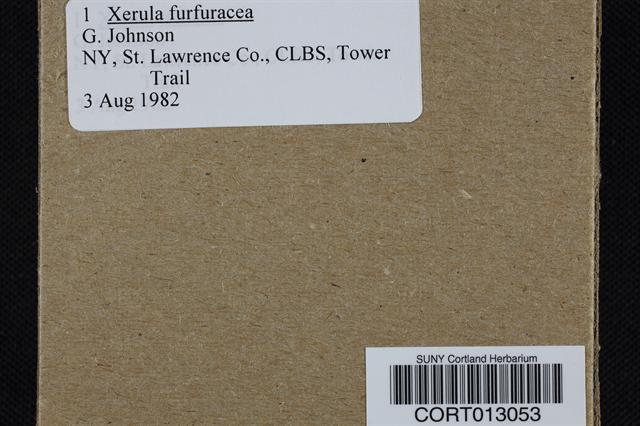 1 Xerula furfuracea
G. Johnson
NY, St. Lawrence Co., CLBS, Tower
Trail
3 Aug 1982
SUNY Cortland Herbarium
CORT013053